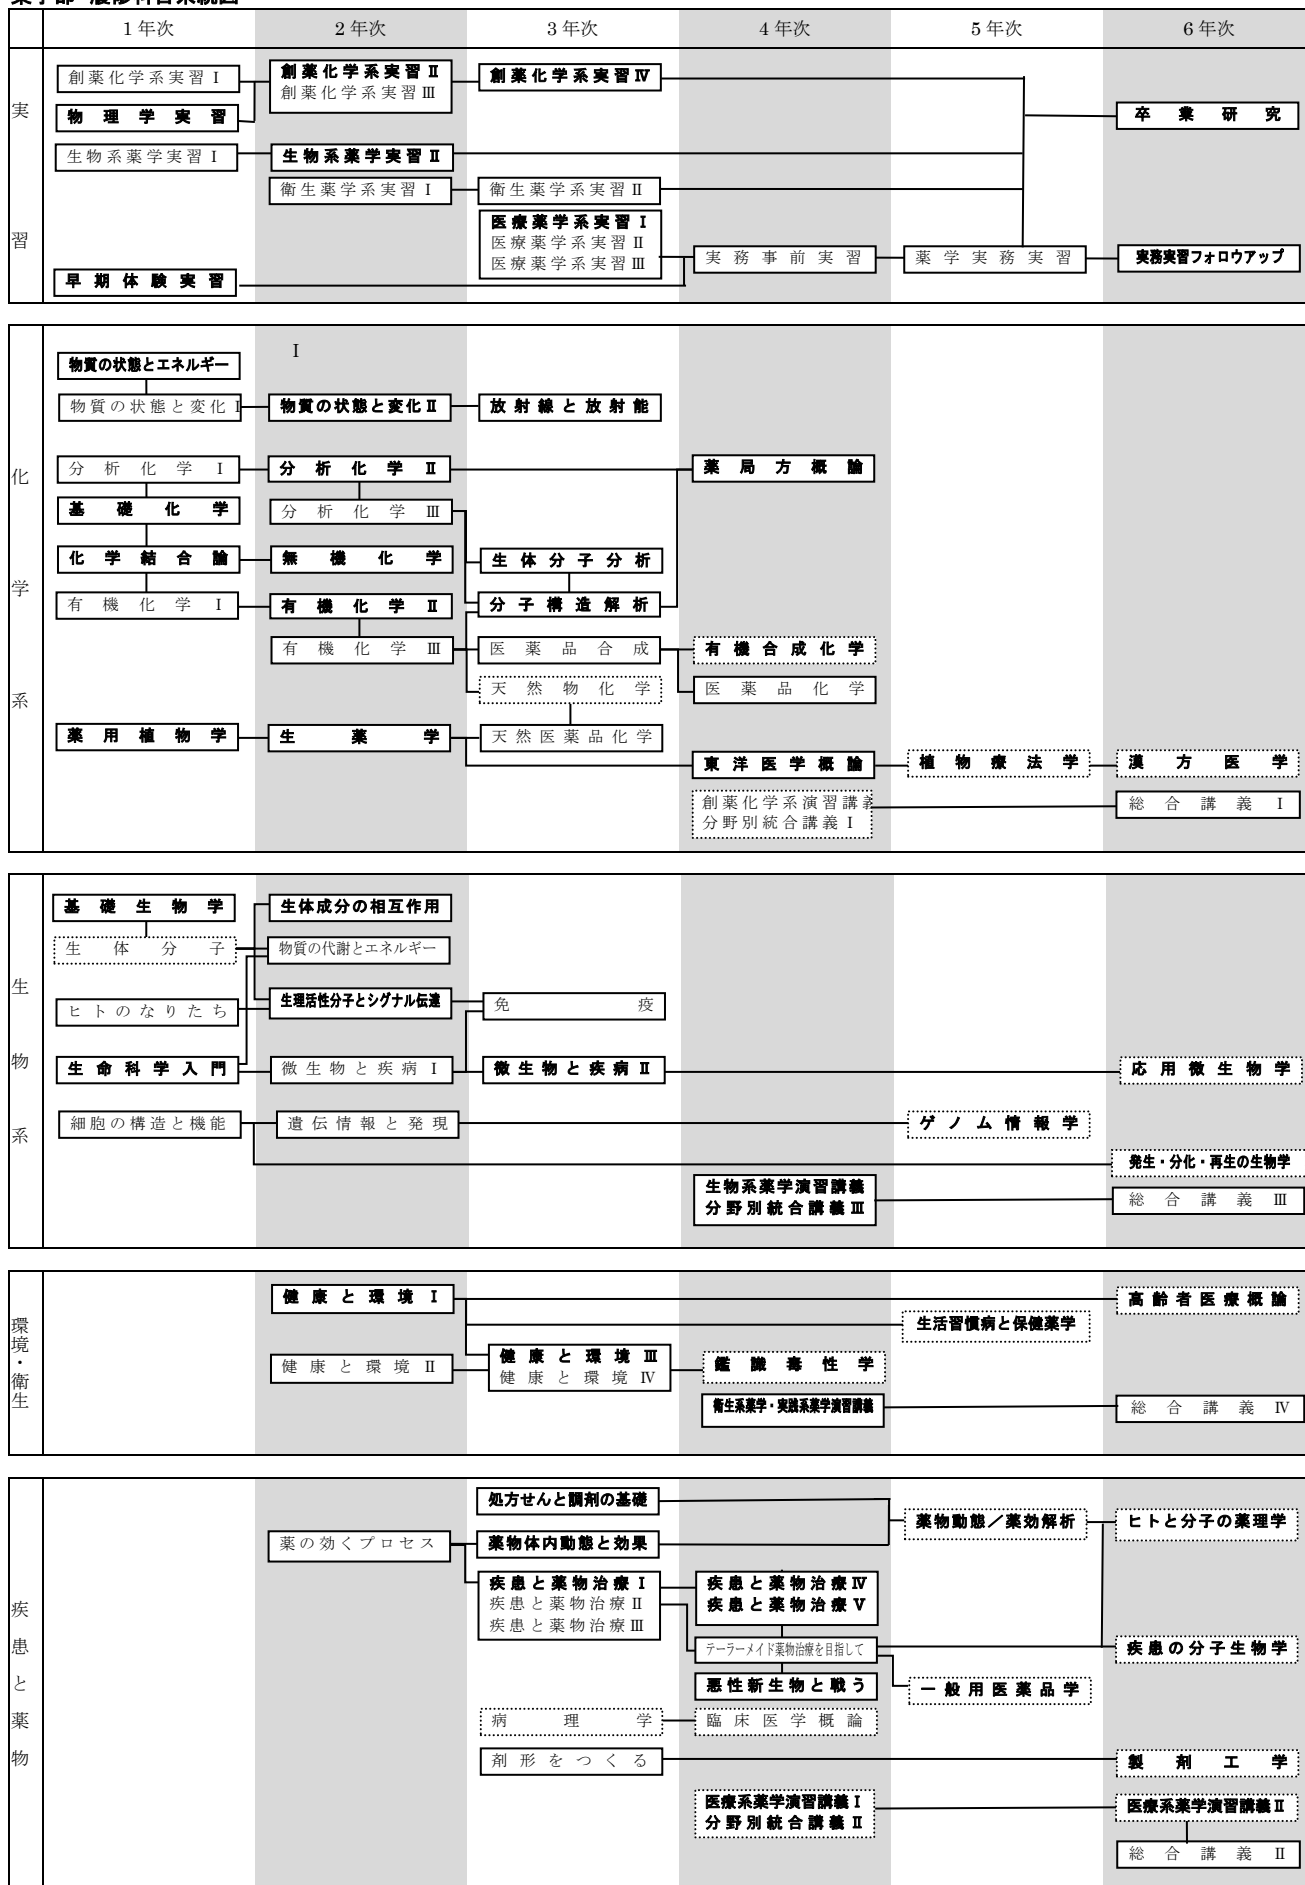 薬学部 履修科目系統図
1年次 2年次 3年次 4年次 5年次 6年次
実習
創薬化学系実習Ⅰ
創薬化学系実習Ⅱ
創薬化学系実習Ⅲ
創薬化学系実習Ⅳ
物理学実習
卒業研究
生物系薬学実習Ⅰ
生物系薬学実習Ⅱ
衛生薬学系実習Ⅰ
衛生薬学系実習Ⅱ
医療薬学系実習Ⅰ
医療薬学系実習Ⅱ
医療薬学系実習Ⅲ
実務事前実習
薬学実務実習
実務実習フォロウアップ
早期体験実習
化学系
物質の状態とエネルギー
I
物質の状態と変化Ⅰ
物質の状態と変化Ⅱ
放射線と放射能
分析化学Ⅰ
分析化学Ⅱ
薬局方概論
基礎化学
分析化学Ⅲ
化学結合論
無機化学
生体分子分析
有機化学Ⅰ
有機化学Ⅱ
分子構造解析
有機化学Ⅲ
医薬品合成
有機合成化学
天然物化学
医薬品化学
薬用植物学
生薬学
天然医薬品化学
東洋医学概論
植物療法学
漢方医学
創薬化学系演習講義
分野別統合講義Ⅰ
総合講義Ⅰ
生物系
基礎生物学
生体成分の相互作用
生体分子
物質の代謝とエネルギー
ヒトのなりたち
生理活性分子とシグナル伝達
免疫
生命科学入門
微生物と疾病Ⅰ
微生物と疾病Ⅱ
応用微生物学
細胞の構造と機能
遺伝情報と発現
ゲノム情報学
発生・分化・再生の生物学
生物系薬学演習講義
分野別統合講義Ⅲ
総合講義Ⅲ
環境・衛生
健康と環境Ⅰ
高齢者医療概論
生活習慣病と保健薬学
健康と環境Ⅱ
健康と環境Ⅲ
健康と環境Ⅳ
鑑識毒性学
衛生系薬学・実践系薬学演習講義
総合講義Ⅳ
疾患と薬物
処方せんと調剤の基礎
薬物動態／薬効解析
ヒトと分子の薬理学
薬の効くプロセス
薬物体内動態と効果
疾患と薬物治療Ⅰ
疾患と薬物治療Ⅱ
疾患と薬物治療Ⅲ
疾患と薬物治療Ⅳ
疾患と薬物治療Ⅴ
テーラーメイド薬物治療を目指して
疾患の分子生物学
悪性新生物と戦う
一般用医薬品学
病理学
臨床医学概論
剤形をつくる
製剤工学
医療系薬学演習講義Ⅰ
分野別統合講義Ⅱ
医療系薬学演習講義Ⅱ
総合講義Ⅱ